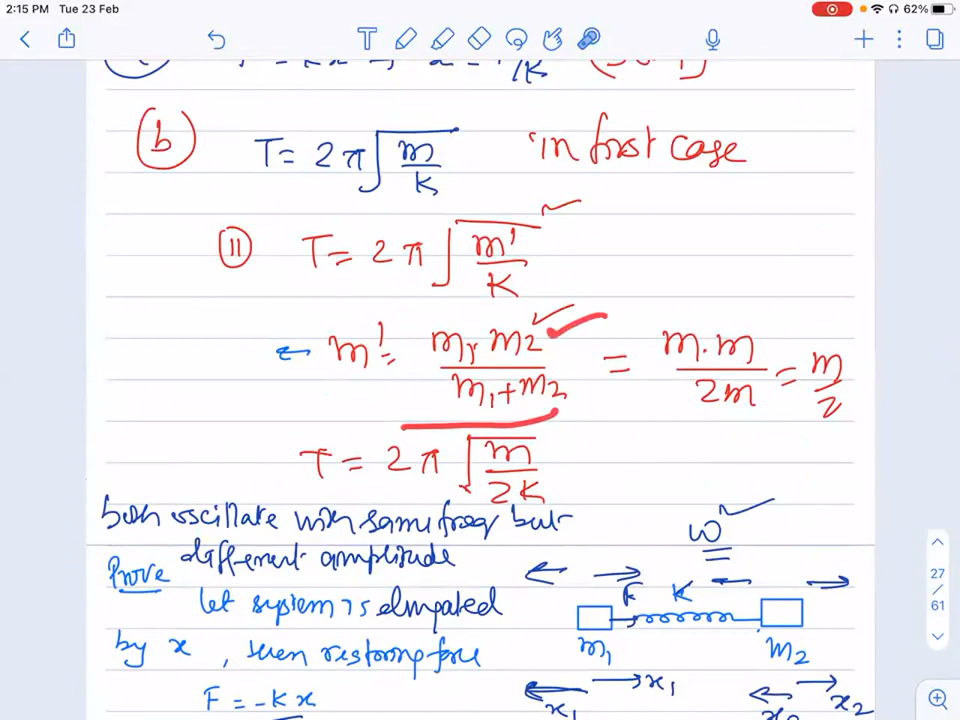 2:15 PM Tue 23 Feb
62%
T
b T = 2π√(m/k) in first case
II T = 2π√(m'/K)
m' = m1, m2 / m1+m2 = m.m / 2m = m/2
T = 2π√(m/2K)
both oscillate with same freq but
different amplitude
ω
Prove
let system is elongated
F K
by x, then restoring force
m1 m2
F = -Kx
x1 x2
x1
27
/
61